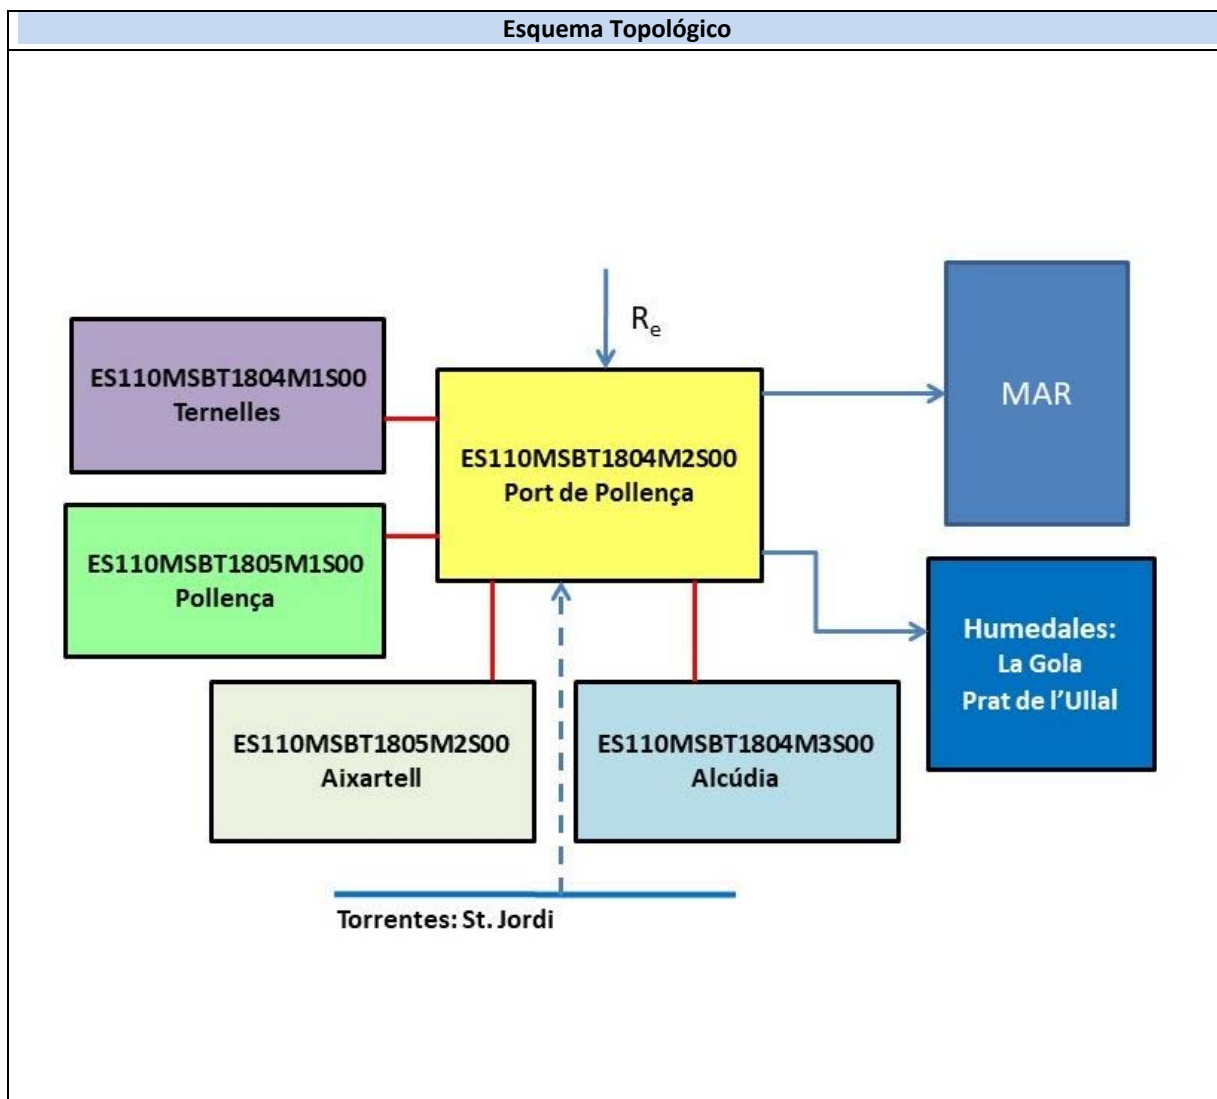 Esquema Topológico
R_e
MAR
ES110MSBT1804M1S00
Ternelles
ES110MSBT1804M2S00
Port de Pollença
ES110MSBT1805M1S00
Pollença
Humedales:
La Gola
Prat de l’Ullal
ES110MSBT1805M2S00
Aixartell
ES110MSBT1804M3S00
Alcúdia
Torrentes: St. Jordi